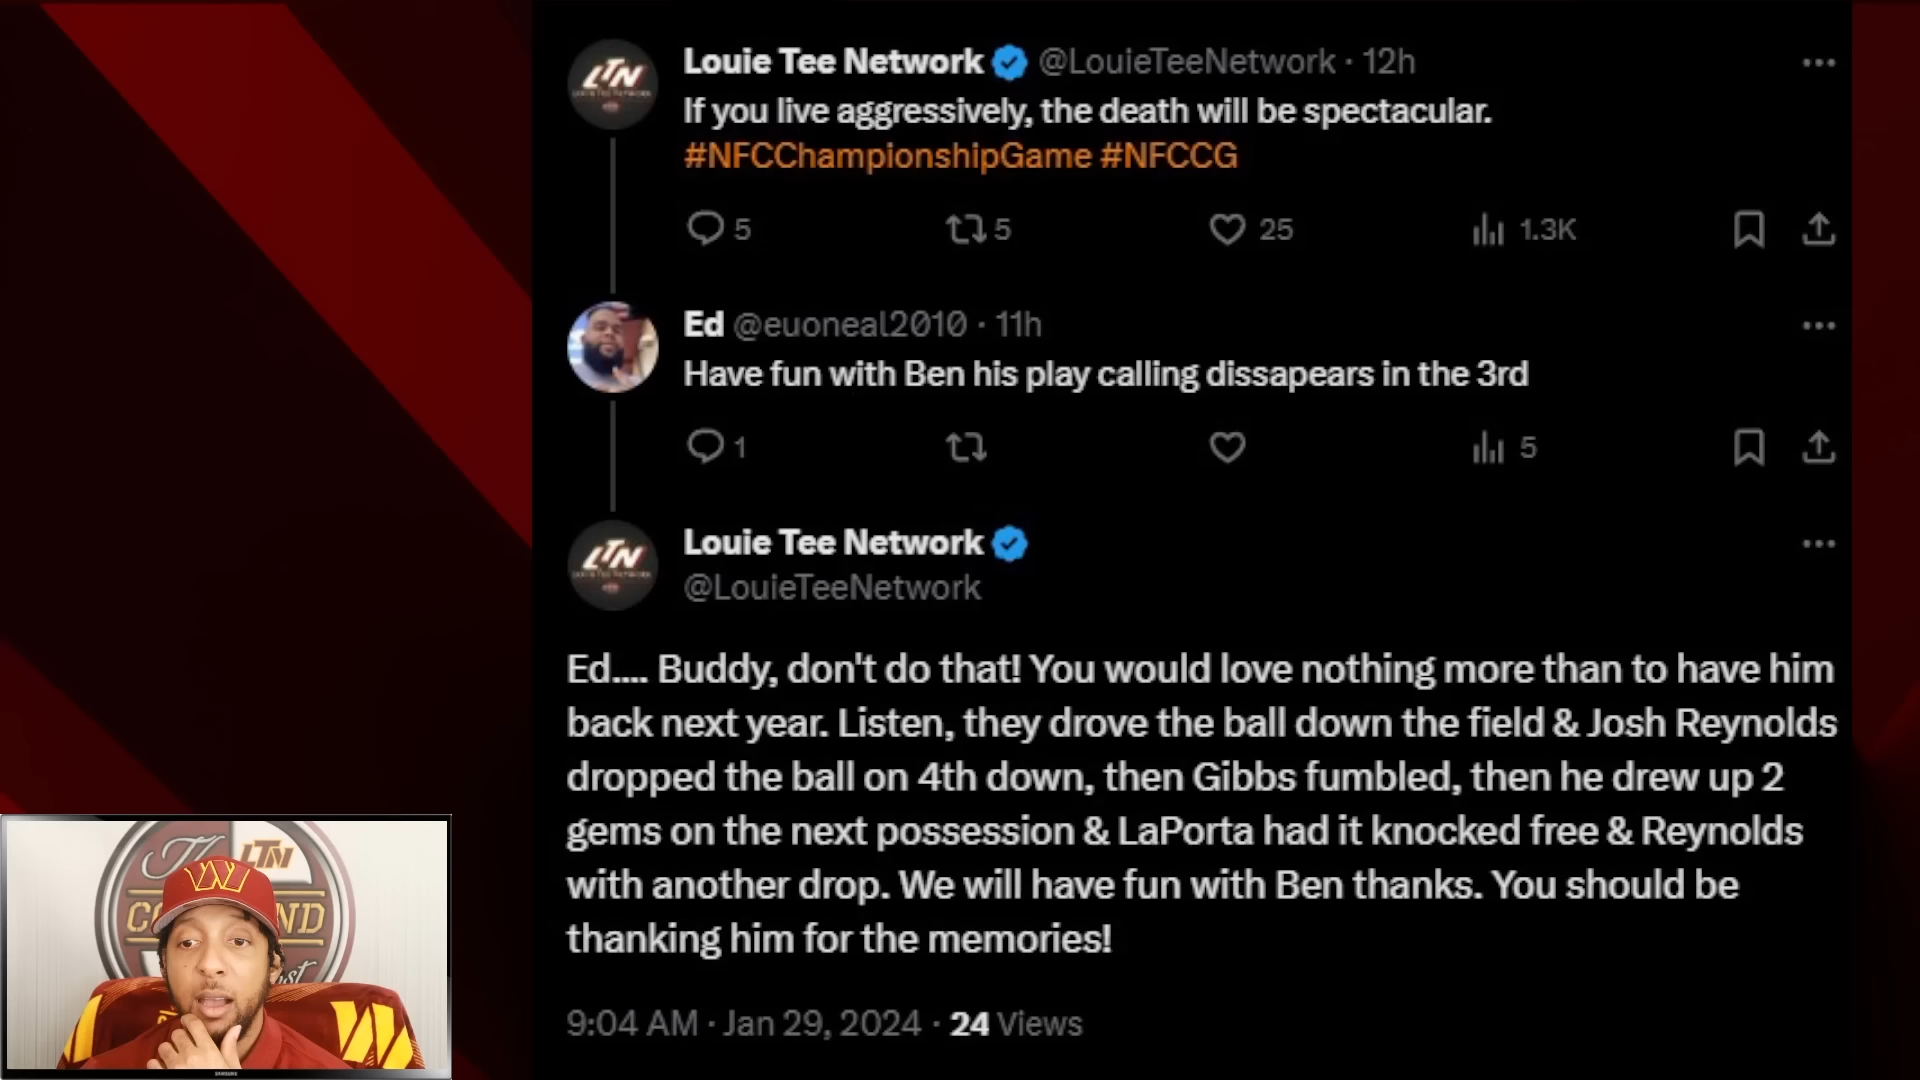 Louie Tee Network @LouieTeeNetwork · 12h
If you live aggressively, the death will be spectacular.
#NFCChampionshipGame #NFCCG
5 5 25 1.3K
Ed @euoneal2010 · 11h
Have fun with Ben his play calling dissapears in the 3rd
1 5
Louie Tee Network
@LouieTeeNetwork
Ed.... Buddy, don't do that! You would love nothing more than to have him
back next year. Listen, they drove the ball down the field & Josh Reynolds
dropped the ball on 4th down, then Gibbs fumbled, then he drew up 2
gems on the next possession & LaPorta had it knocked free & Reynolds
with another drop. We will have fun with Ben thanks. You should be
thanking him for the memories!
9:04 AM · Jan 29, 2024 · 24 Views
LTN
LTN
LTN
W
SAMSUNG